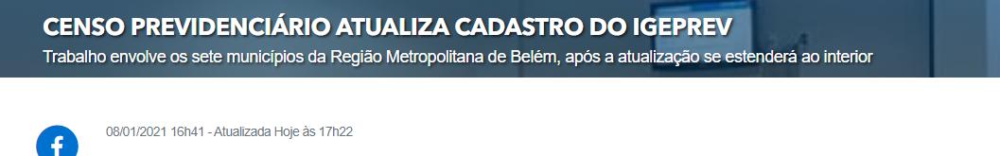 CENSO PREVIDENCIÁRIO ATUALIZA CADASTRO DO IGEPREV
Trabalho envolve os sete municípios da Região Metropolitana de Belém, após a atualização se estenderá ao interior
08/01/2021 16h41 - Atualizada Hoje às 17h22